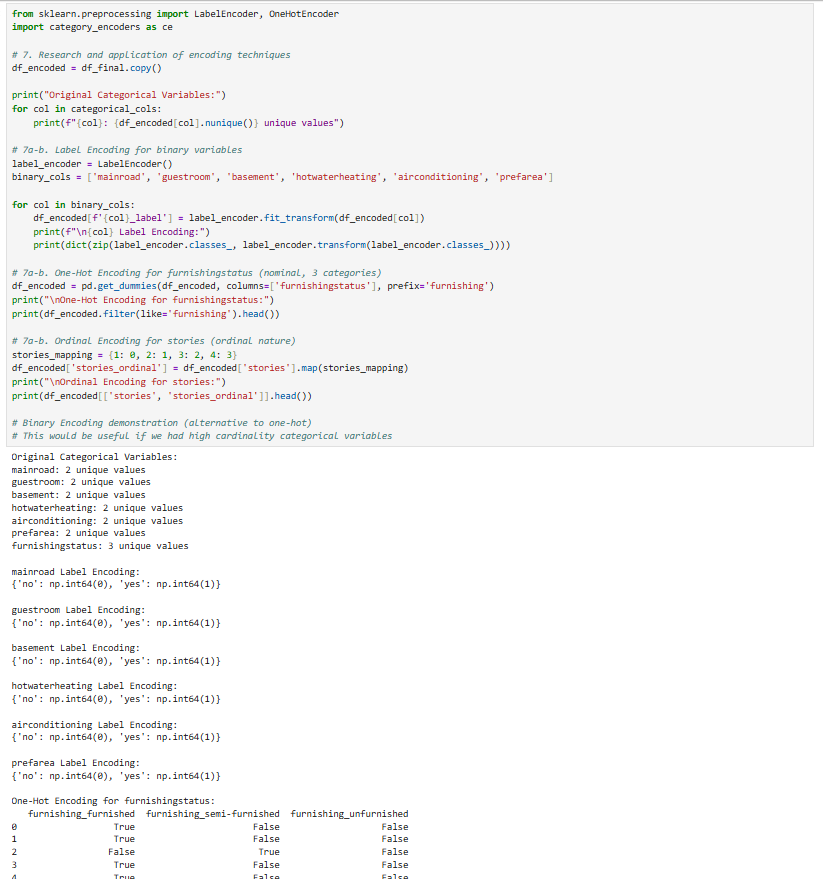 from sklearn.preprocessing import LabelEncoder, OneHotEncoder
import category_encoders as ce

# 7. Research and application of encoding techniques
df_encoded = df_final.copy()

print("Original Categorical Variables:")
for col in categorical_cols:
    print(f"{col}: {df_encoded[col].nunique()} unique values")

# 7a-b. Label Encoding for binary variables
label_encoder = LabelEncoder()
binary_cols = ['mainroad', 'guestroom', 'basement', 'hotwaterheating', 'airconditioning', 'prefarea']

for col in binary_cols:
    df_encoded[f'{col}_label'] = label_encoder.fit_transform(df_encoded[col])
    print(f"\n{col} Label Encoding:")
    print(dict(zip(label_encoder.classes_, label_encoder.transform(label_encoder.classes_))))

# 7a-b. One-Hot Encoding for furnishingstatus (nominal, 3 categories)
df_encoded = pd.get_dummies(df_encoded, columns=['furnishingstatus'], prefix='furnishing')
print("\nOne-Hot Encoding for furnishingstatus:")
print(df_encoded.filter(like='furnishing').head())

# 7a-b. Ordinal Encoding for stories (ordinal nature)
stories_mapping = {1: 0, 2: 1, 3: 2, 4: 3}
df_encoded['stories_ordinal'] = df_encoded['stories'].map(stories_mapping)
print("\nOrdinal Encoding for stories:")
print(df_encoded[['stories', 'stories_ordinal']].head())

# Binary Encoding demonstration (alternative to one-hot)
# This would be useful if we had high cardinality categorical variables
Original Categorical Variables:
mainroad: 2 unique values
guestroom: 2 unique values
basement: 2 unique values
hotwaterheating: 2 unique values
airconditioning: 2 unique values
prefarea: 2 unique values
furnishingstatus: 3 unique values

mainroad Label Encoding:
{'no': np.int64(0), 'yes': np.int64(1)}

guestroom Label Encoding:
{'no': np.int64(0), 'yes': np.int64(1)}

basement Label Encoding:
{'no': np.int64(0), 'yes': np.int64(1)}

hotwaterheating Label Encoding:
{'no': np.int64(0), 'yes': np.int64(1)}

airconditioning Label Encoding:
{'no': np.int64(0), 'yes': np.int64(1)}

prefarea Label Encoding:
{'no': np.int64(0), 'yes': np.int64(1)}

One-Hot Encoding for furnishingstatus:
   furnishing_furnished  furnishing_semi-furnished  furnishing_unfurnished
0                  True                      False                   False
1                  True                      False                   False
2                 False                       True                   False
3                  True                      False                   False
4                  True                      False                   False